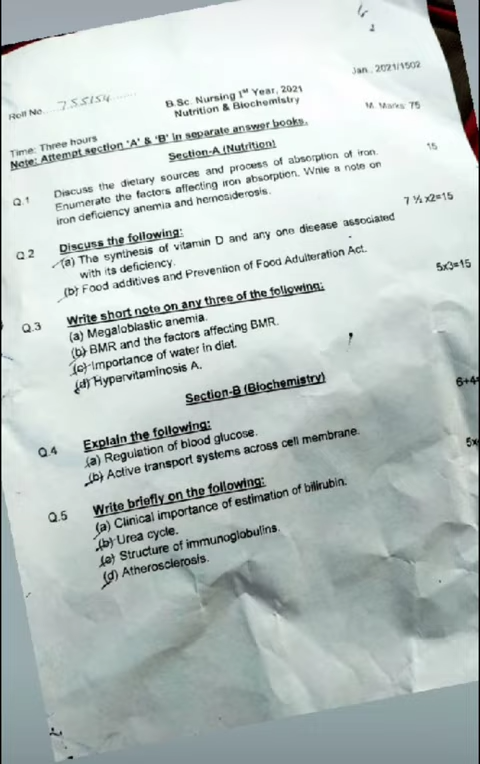 Jan., 2021/1502
Roll No. 755154
B.Sc. Nursing 1st Year, 2021
Nutrition & Biochemistry
Time: Three hours
M. Marks: 75
Note: Attempt section 'A' & 'B' in separate answer books.
Section-A (Nutrition)
Q.1 Discuss the dietary sources and process of absorption of iron. 15
Enumerate the factors affecting iron absorption. Write a note on
iron deficiency anemia and hemosiderosis.
Q.2 Discuss the following: 7 ½ x2=15
(a) The synthesis of vitamin D and any one disease associated
with its deficiency.
(b) Food additives and Prevention of Food Adulteration Act.
Q.3 Write short note on any three of the following: 5x3=15
(a) Megaloblastic anemia.
(b) BMR and the factors affecting BMR.
(c) Importance of water in diet.
(d) Hypervitaminosis A.
Section-B (Biochemistry)
Q.4 Explain the following: 6+4
(a) Regulation of blood glucose.
(b) Active transport systems across cell membrane.
Q.5 Write briefly on the following: 5x
(a) Clinical importance of estimation of bilirubin.
(b) Urea cycle.
(c) Structure of immunoglobulins.
(d) Atherosclerosis.